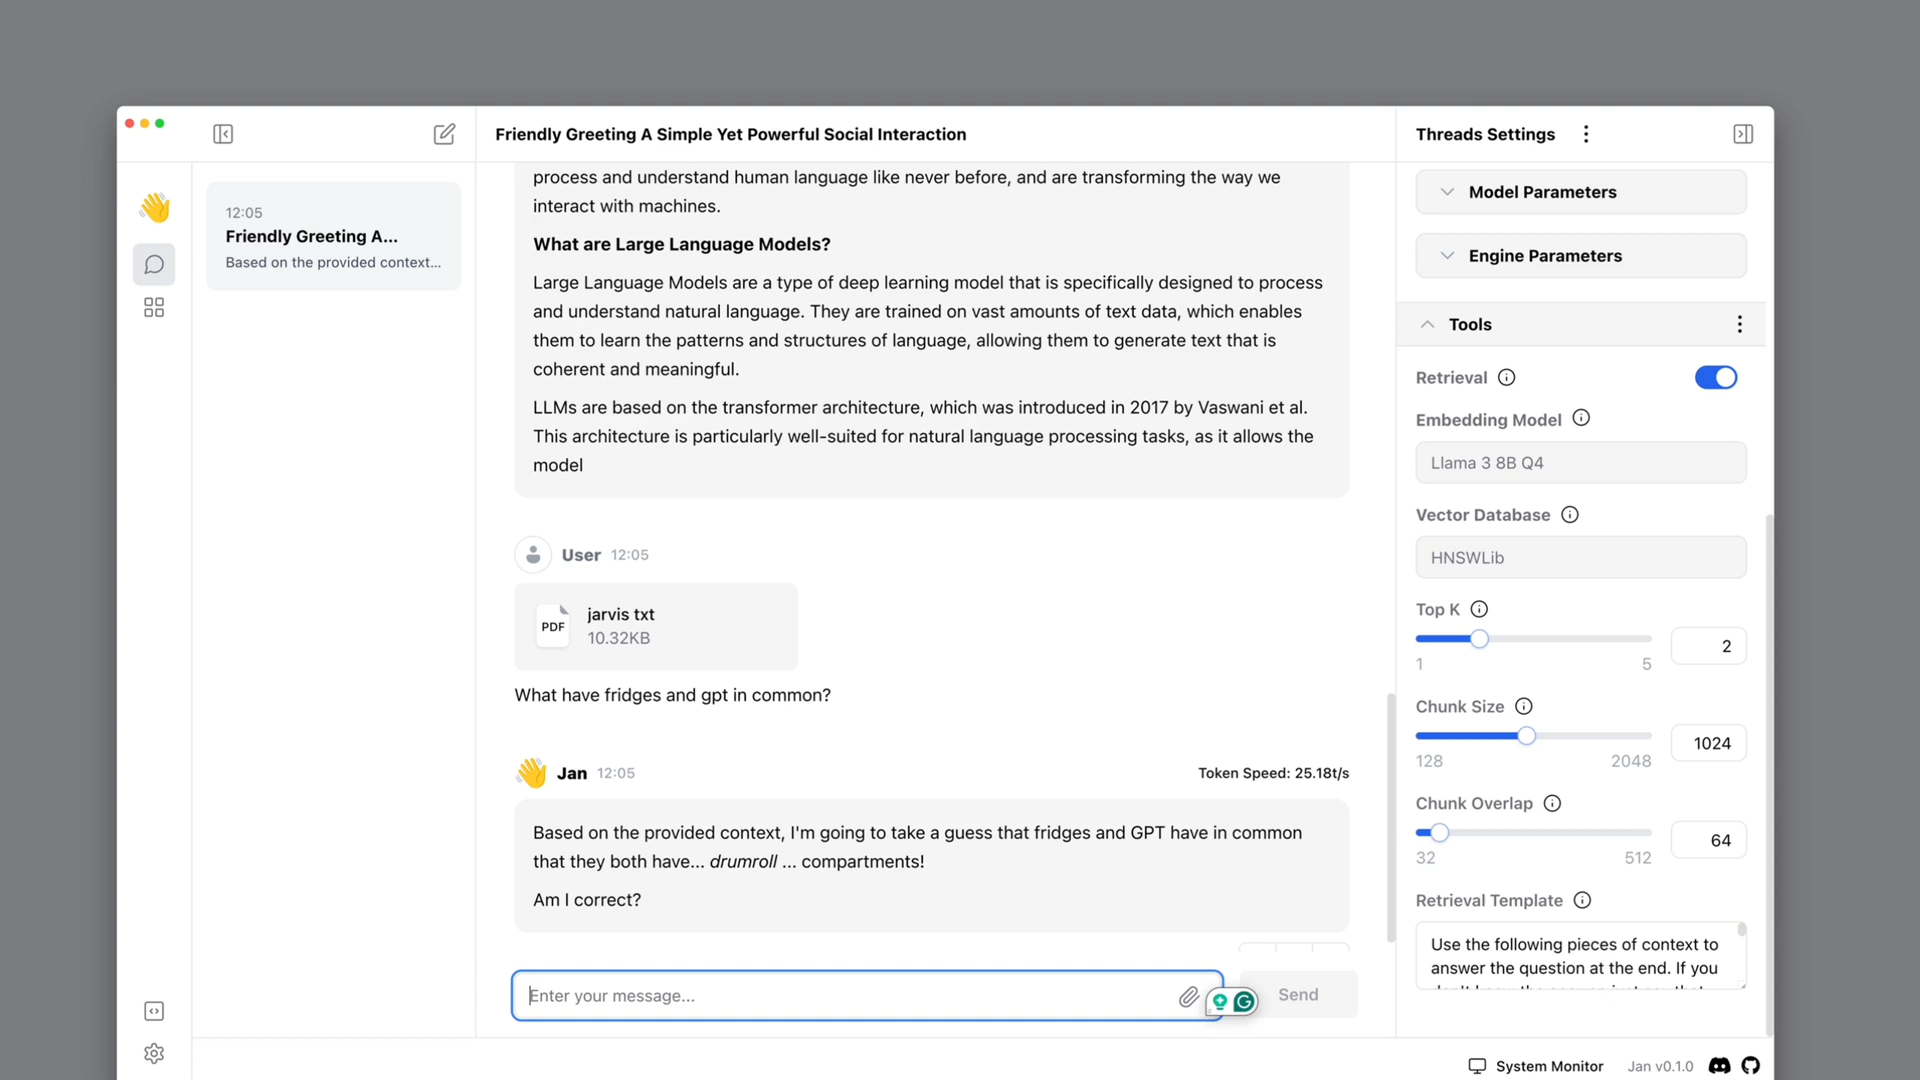 Friendly Greeting A Simple Yet Powerful Social Interaction
Threads Settings
12:05
Friendly Greeting A...
Based on the provided context...
process and understand human language like never before, and are transforming the way we
interact with machines.
What are Large Language Models?
Large Language Models are a type of deep learning model that is specifically designed to process
and understand natural language. They are trained on vast amounts of text data, which enables
them to learn the patterns and structures of language, allowing them to generate text that is
coherent and meaningful.
LLMs are based on the transformer architecture, which was introduced in 2017 by Vaswani et al.
This architecture is particularly well-suited for natural language processing tasks, as it allows the
model
User 12:05
PDF
jarvis txt
10.32KB
What have fridges and gpt in common?
Jan 12:05
Token Speed: 25.18t/s
Based on the provided context, I'm going to take a guess that fridges and GPT have in common
that they both have... drumroll ... compartments!
Am I correct?
Enter your message...
Send
Model Parameters
Engine Parameters
Tools
Retrieval
Embedding Model
Llama 3 8B Q4
Vector Database
HNSWLib
Top K
2
1 5
Chunk Size
1024
128 2048
Chunk Overlap
64
32 512
Retrieval Template
Use the following pieces of context to
answer the question at the end. If you
System Monitor
Jan v0.1.0